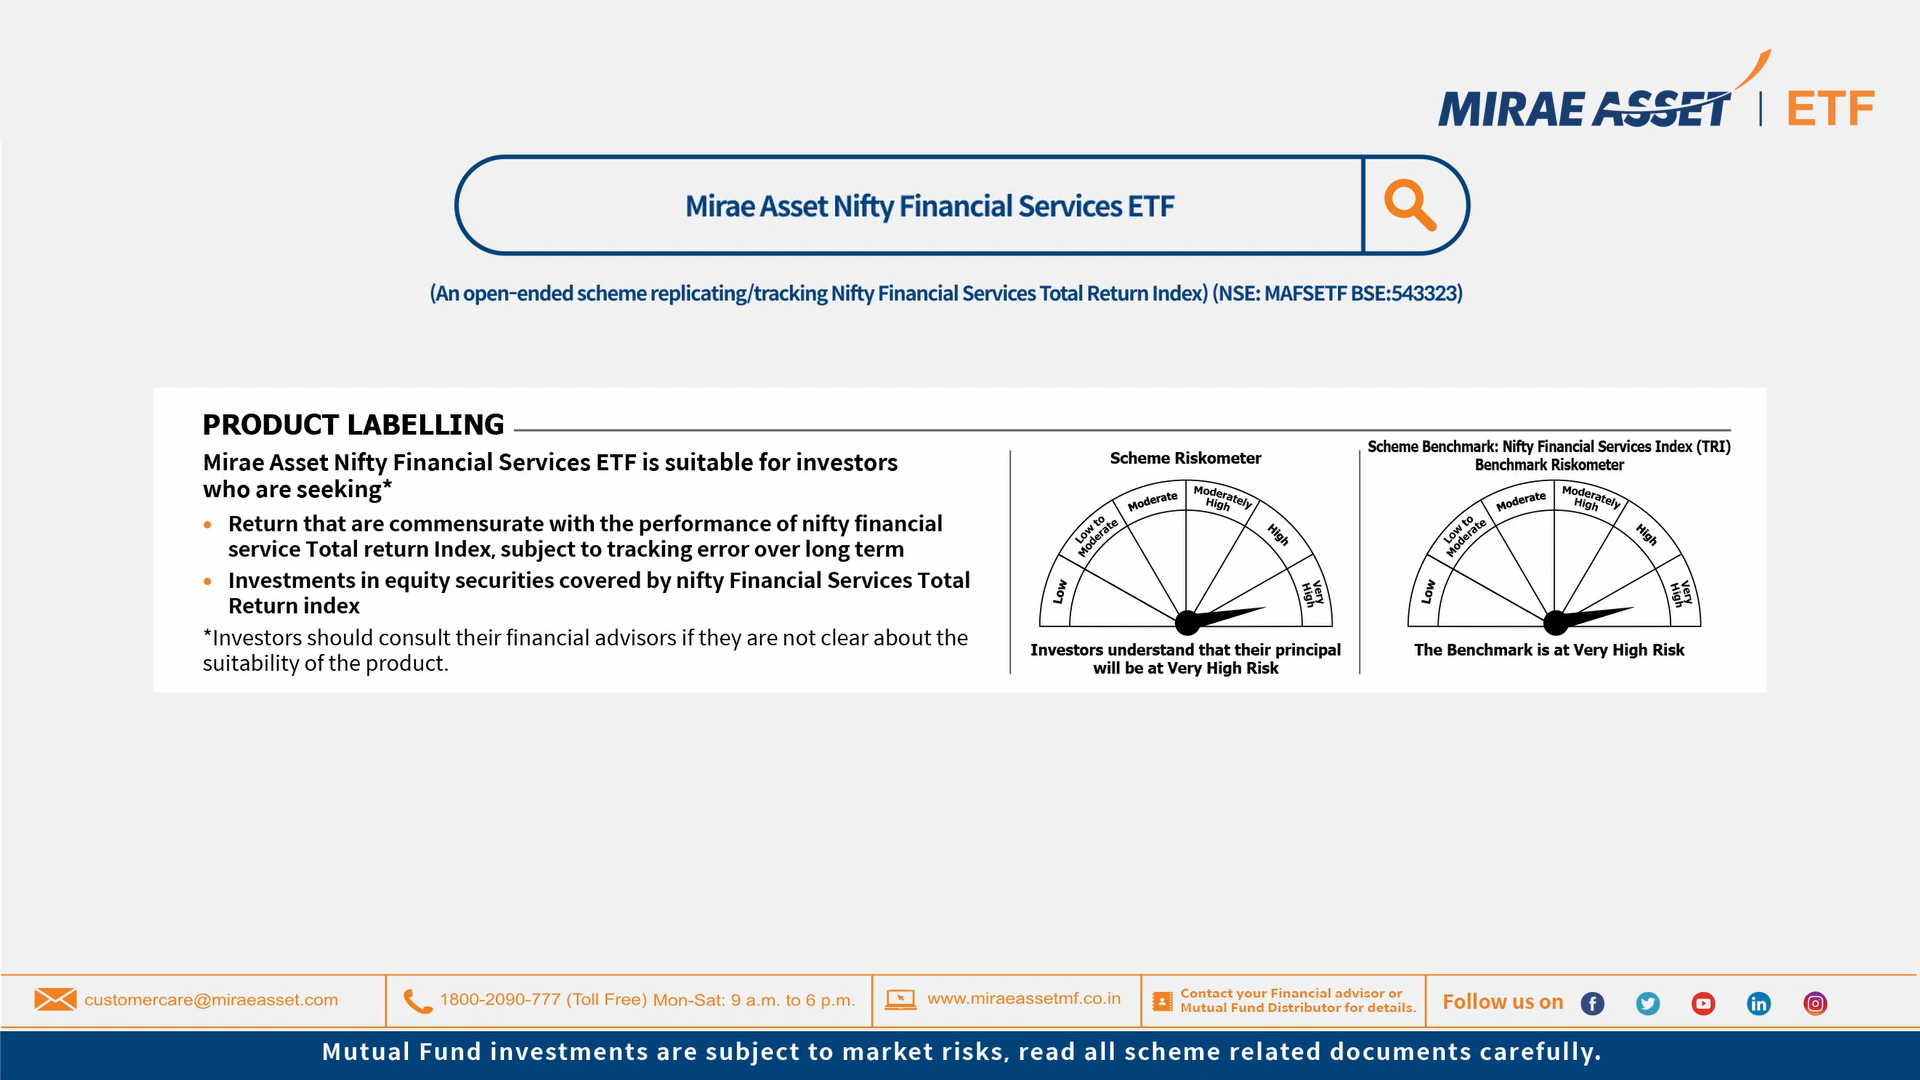 MIRAE ASSET | ETF
Mirae Asset Nifty Financial Services ETF
(An open-ended scheme replicating/tracking Nifty Financial Services Total Return Index) (NSE: MAFSETF BSE:543323)
PRODUCT LABELLING
Mirae Asset Nifty Financial Services ETF is suitable for investors
who are seeking*
• Return that are commensurate with the performance of nifty financial
service Total return Index, subject to tracking error over long term
• Investments in equity securities covered by nifty Financial Services Total
Return index
*Investors should consult their financial advisors if they are not clear about the
suitability of the product.
Scheme Riskometer
Low
Low to
Moderate
Moderate
Moderately
High
High
Very
High
Investors understand that their principal
will be at Very High Risk
Scheme Benchmark: Nifty Financial Services Index (TRI)
Benchmark Riskometer
Low
Low to
Moderate
Moderate
Moderately
High
High
Very
High
The Benchmark is at Very High Risk
customercare@miraeasset.com
1800-2090-777 (Toll Free) Mon-Sat: 9 a.m. to 6 p.m.
www.miraeassetmf.co.in
Contact your Financial advisor or
Mutual Fund Distributor for details.
Follow us on
Mutual Fund investments are subject to market risks, read all scheme related documents carefully.